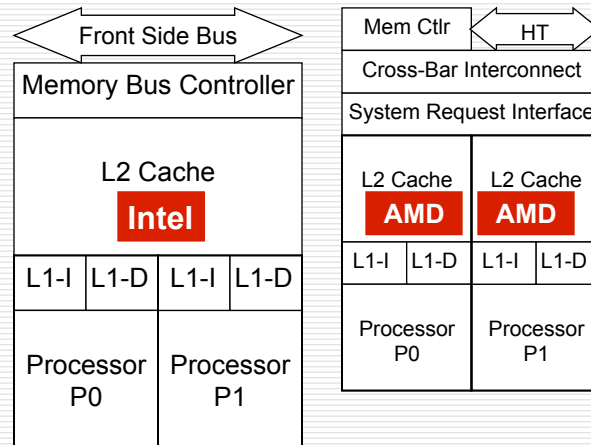 Front Side Bus
Memory Bus Controller
L2 Cache
Intel
L1-I L1-D L1-I L1-D
Processor Processor
P0 P1
Mem Ctlr HT
Cross-Bar Interconnect
System Request Interface
L2 Cache L2 Cache
AMD AMD
L1-I L1-D L1-I L1-D
Processor Processor
P0 P1